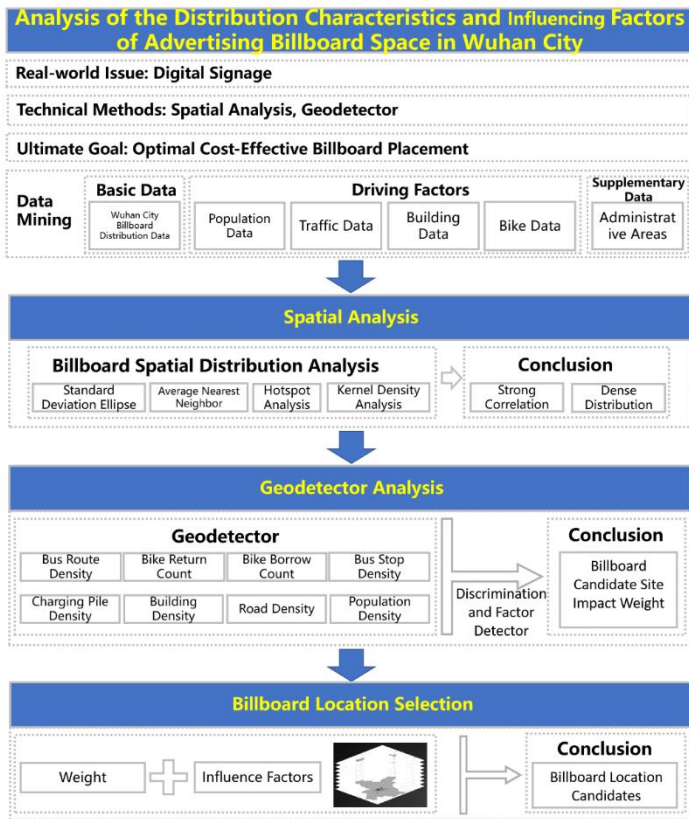 Analysis of the Distribution Characteristics and Influencing Factors
of Advertising Billboard Space in Wuhan City
Real-world Issue: Digital Signage
Technical Methods: Spatial Analysis, Geodetector
Ultimate Goal: Optimal Cost-Effective Billboard Placement
Data
Mining
Basic Data
Wuhan City
Billboard
Distribution Data
Driving Factors
Population
Data
Traffic Data
Building
Data
Bike Data
Supplementary
Data
Administrat
ive Areas
Spatial Analysis
Billboard Spatial Distribution Analysis
Standard
Deviation Ellipse
Average Nearest
Neighbor
Hotspot
Analysis
Kernel Density
Analysis
Conclusion
Strong
Correlation
Dense
Distribution
Geodetector Analysis
Geodetector
Bus Route
Density
Bike Return
Count
Bike Borrow
Count
Bus Stop
Density
Charging Pile
Density
Building
Density
Road Density
Population
Density
Discrimination
and Factor
Detector
Conclusion
Billboard
Candidate Site
Impact Weight
Billboard Location Selection
Weight
Influence Factors
Conclusion
Billboard Location
Candidates